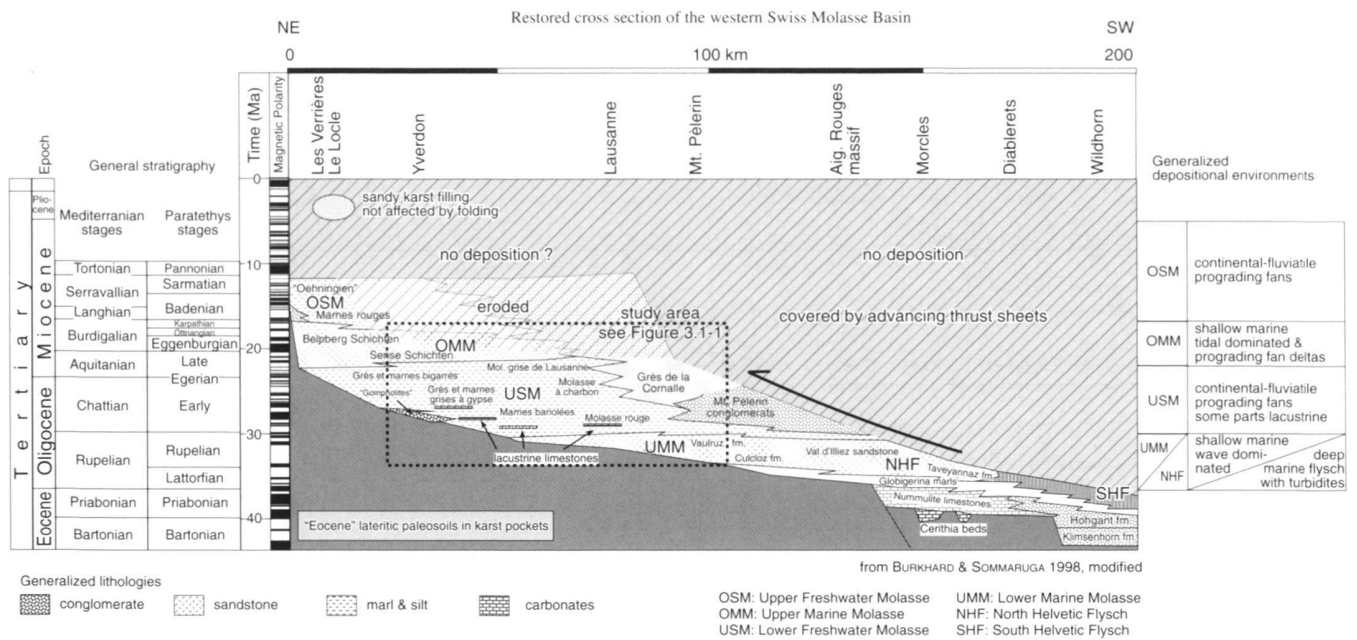 Restored cross section of the western Swiss Molasse Basin
NE
SW
0
100 km
200
Epoch
General stratigraphy
Time (Ma)
Magnetic Polarity
Les Verrières
Le Locle
Yverdon
Lausanne
Mt. Pèlerin
Aig. Rouges
massif
Morcles
Diablerets
Wildhorn
Generalized
depositional environments
Tertiary
Plio-
cene
Miocene
Oligocene
Eocene
Mediterranian
stages
Paratethys
stages
Tortonian
Pannonian
Serravallian
Sarmatian
Langhian
Badenian
Burdigalian
Karpathian
Ottnangian
Eggenburgian
Aquitanian
Late
Egerian
Chattian
Early
Rupelian
Rupelian
Lattorfian
Priabonian
Priabonian
Bartonian
Bartonian
0
10
20
30
40
sandy karst filling
not affected by folding
no deposition ?
no deposition
"Oehningien"
OSM
Marnes rouges
eroded
study area
see Figure 3.1-1
covered by advancing thrust sheets
Belpberg Schichten
OMM
Sense Schichten
Mol. grise de Lausanne
Grès et marnes bigarrés
"Gompholites"
Grès et marnes
grises à gypse
USM
Molasse
à charbon
Grès de la
Cornalle
Marnes bariolées
Molasse rouge
Mt. Pèlerin
conglomerats
lacustrine limestones
UMM
Vaulruz fm.
Cucloz fm.
Val d'Illiez sandstone
NHF
Taveyannaz fm.
Globigerina marls
SHF
Nummulite limestones
Cerithia beds
Hohgant fm.
Klimsenhorn fm.
"Eocene" lateritic paleosoils in karst pockets
OSM
continental-fluviatile
prograding fans
OMM
shallow marine
tidal dominated &
prograding fan deltas
USM
continental-fluviatile
prograding fans
some parts lacustrine
UMM
NHF
shallow marine
wave domi-
nated
deep
marine flysch
with turbidites
from BURKHARD & SOMMARUGA 1998, modified
Generalized lithologies
conglomerate
sandstone
marl & silt
carbonates
OSM: Upper Freshwater Molasse
UMM: Lower Marine Molasse
OMM: Upper Marine Molasse
NHF: North Helvetic Flysch
USM: Lower Freshwater Molasse
SHF: South Helvetic Flysch